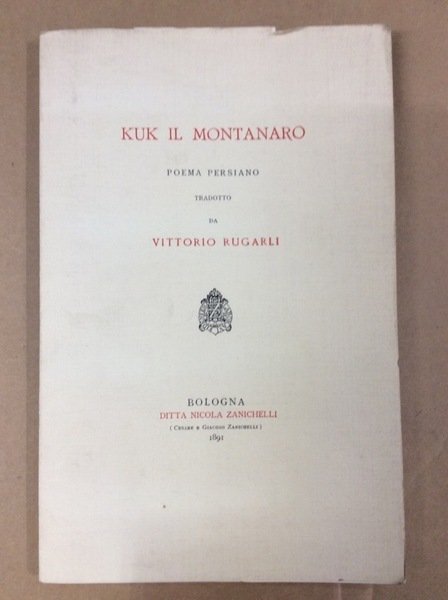 KUK IL MONTANARO
POEMA PERSIANO
TRADOTTO
DA
VITTORIO RUGARLI
BOLOGNA
DITTA NICOLA ZANICHELLI
( CESARE E GIACOMO ZANICHELLI )
1891